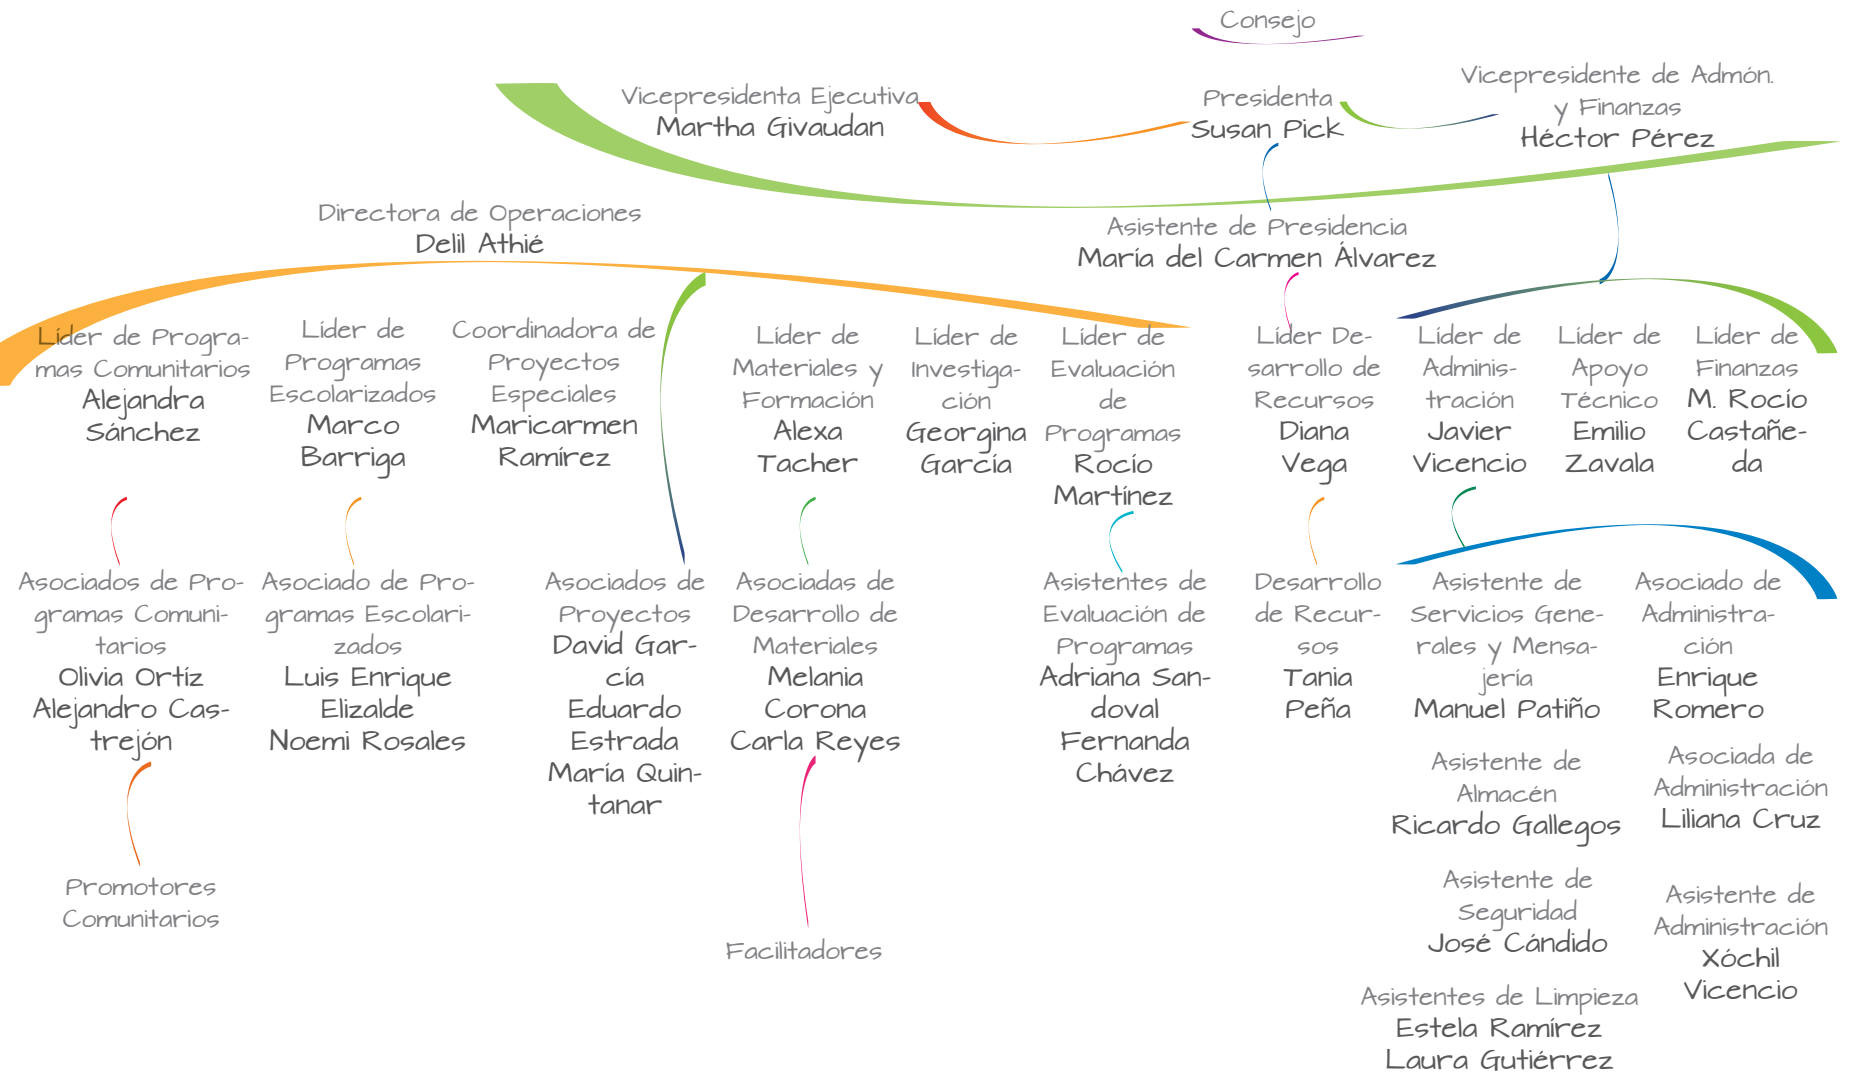 Consejo
Vicepresidenta Ejecutiva
Martha Givaudan
Presidenta
Susan Pick
Vicepresidente de Admón.
y Finanzas
Héctor Pérez
Directora de Operaciones
Delil Athié
Asistente de Presidencia
María del Carmen Álvarez
Líder de Progra-
mas Comunitarios
Alejandra
Sánchez
Líder de
Programas
Escolarizados
Marco
Barriga
Coordinadora de
Proyectos
Especiales
Maricarmen
Ramírez
Líder de
Materiales y
Formación
Alexa
Tacher
Líder de
Investiga-
ción
Georgina
García
Líder de
Evaluación
de
Programas
Rocío
Martínez
Líder De-
sarrollo de
Recursos
Diana
Vega
Líder de
Adminis-
tración
Javier
Vicencio
Líder de
Apoyo
Técnico
Emilio
Zavala
Líder de
Finanzas
M. Rocío
Castañe-
da
Asociados de Pro-
gramas Comuni-
tarios
Olivia Ortíz
Alejandro Cas-
trejón
Asociado de Pro-
gramas Escolari-
zados
Luis Enrique
Elizalde
Noemi Rosales
Asociados de
Proyectos
David Gar-
cía
Eduardo
Estrada
María Quin-
tanar
Asociadas de
Desarrollo de
Materiales
Melania
Corona
Carla Reyes
Asistentes de
Evaluación de
Programas
Adriana San-
doval
Fernanda
Chávez
Desarrollo
de Recur-
sos
Tania
Peña
Asistente de
Servicios Gene-
rales y Mensa-
jería
Manuel Patiño
Asociado de
Administra-
ción
Enrique
Romero
Asistente de
Almacén
Ricardo Gallegos
Asociada de
Administración
Liliana Cruz
Promotores
Comunitarios
Facilitadores
Asistente de
Seguridad
José Cándido
Asistente de
Administración
Xóchil
Vicencio
Asistentes de Limpieza
Estela Ramírez
Laura Gutiérrez